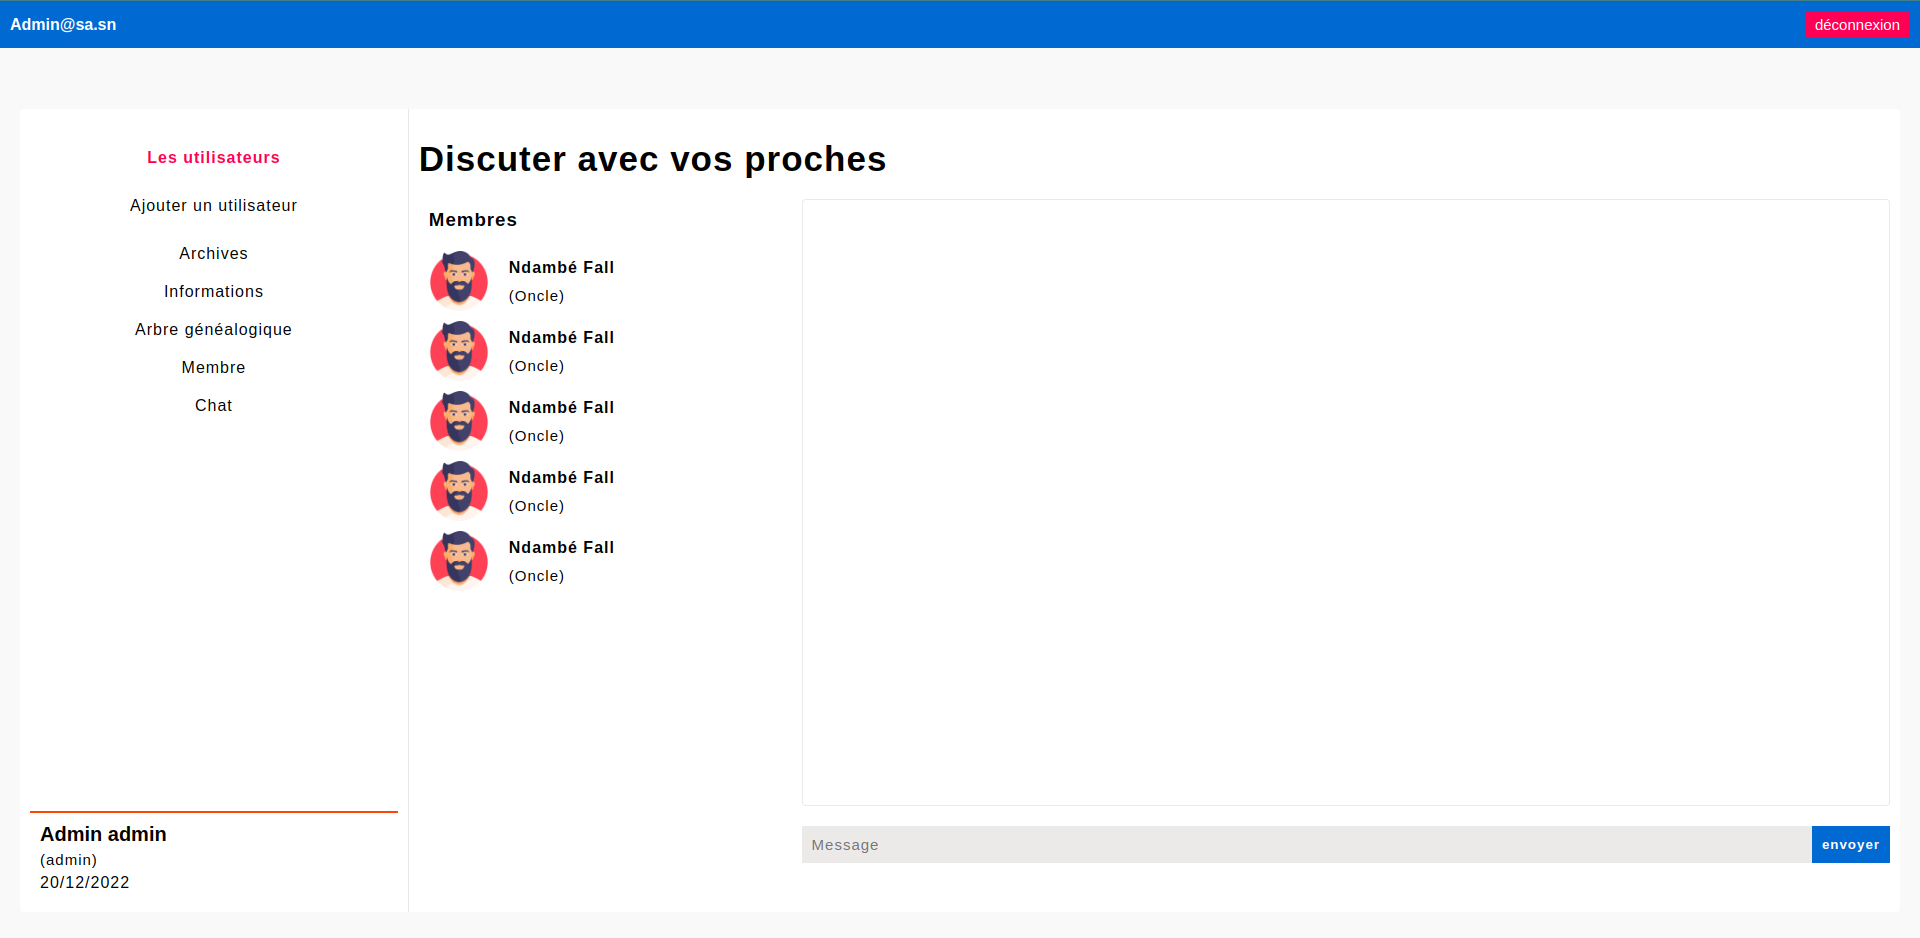 Admin@sa.sn
déconnexion
Les utilisateurs
Ajouter un utilisateur
Archives
Informations
Arbre généalogique
Membre
Chat
Admin admin
(admin)
20/12/2022
Discuter avec vos proches
Membres
Ndambé Fall
(Oncle)
Ndambé Fall
(Oncle)
Ndambé Fall
(Oncle)
Ndambé Fall
(Oncle)
Ndambé Fall
(Oncle)
Message
envoyer